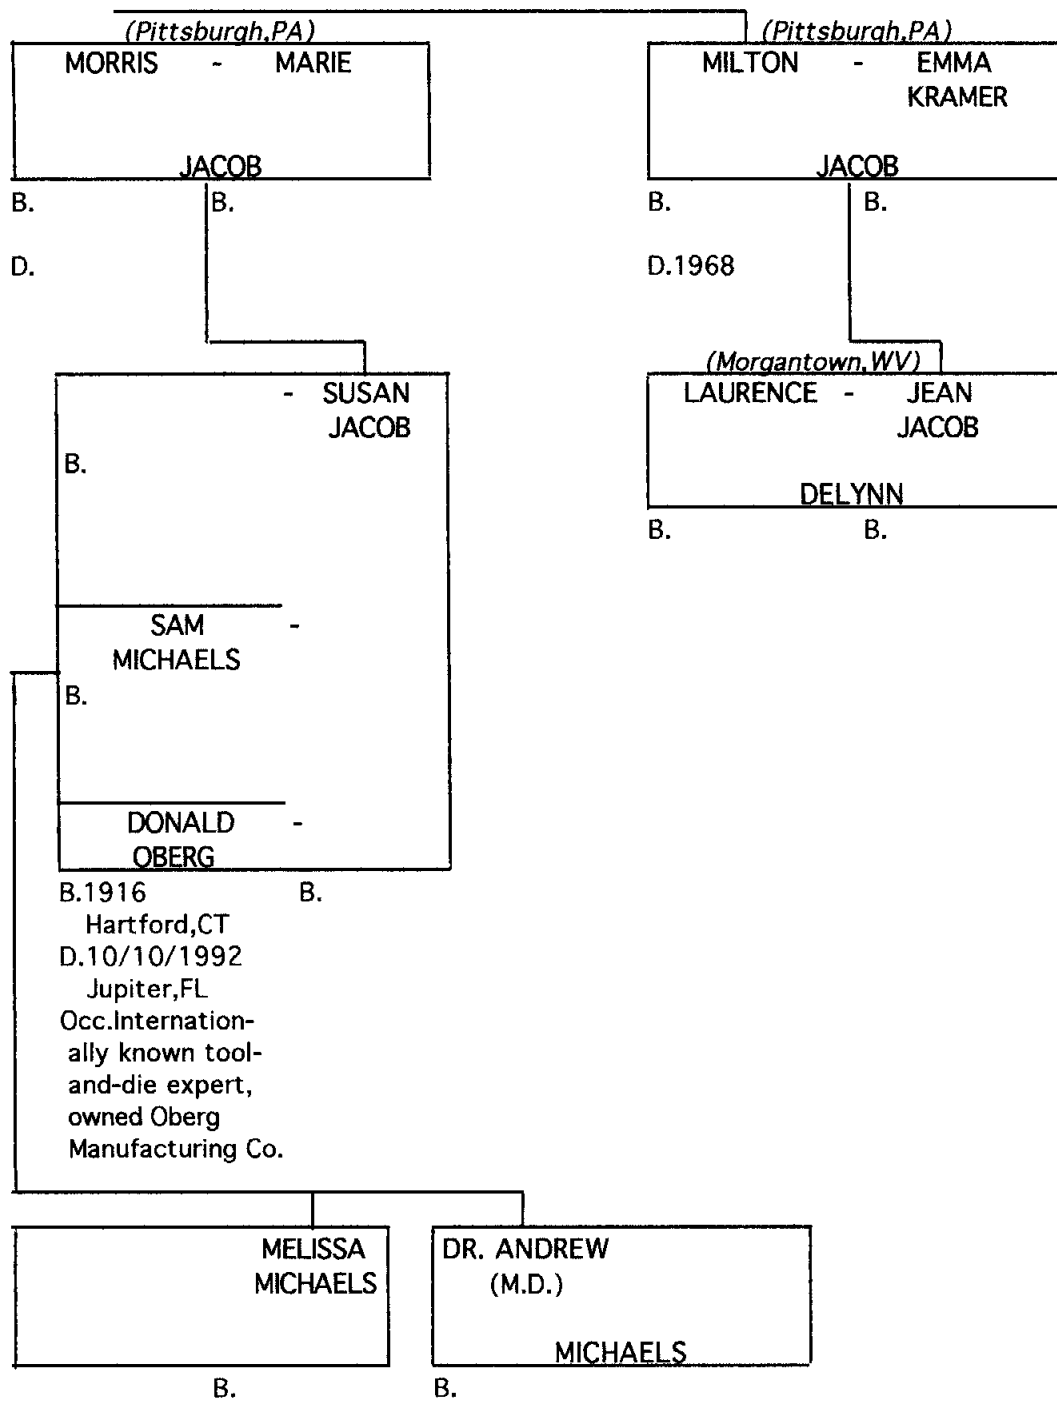 (Pittsburgh,PA)
MORRIS - MARIE
JACOB
B. B.
D.
(Pittsburgh,PA)
MILTON - EMMA
KRAMER
JACOB
B. B.
D.1968
- SUSAN
JACOB
B.
SAM -
MICHAELS
B.
DONALD -
OBERG
B.1916 B.
Hartford,CT
D.10/10/1992
Jupiter,FL
Occ.Internation-
ally known tool-
and-die expert,
owned Oberg
Manufacturing Co.
(Morgantown,WV)
LAURENCE - JEAN
JACOB
DELYNN
B. B.
MELISSA
MICHAELS
B.
DR. ANDREW
(M.D.)
MICHAELS
B.